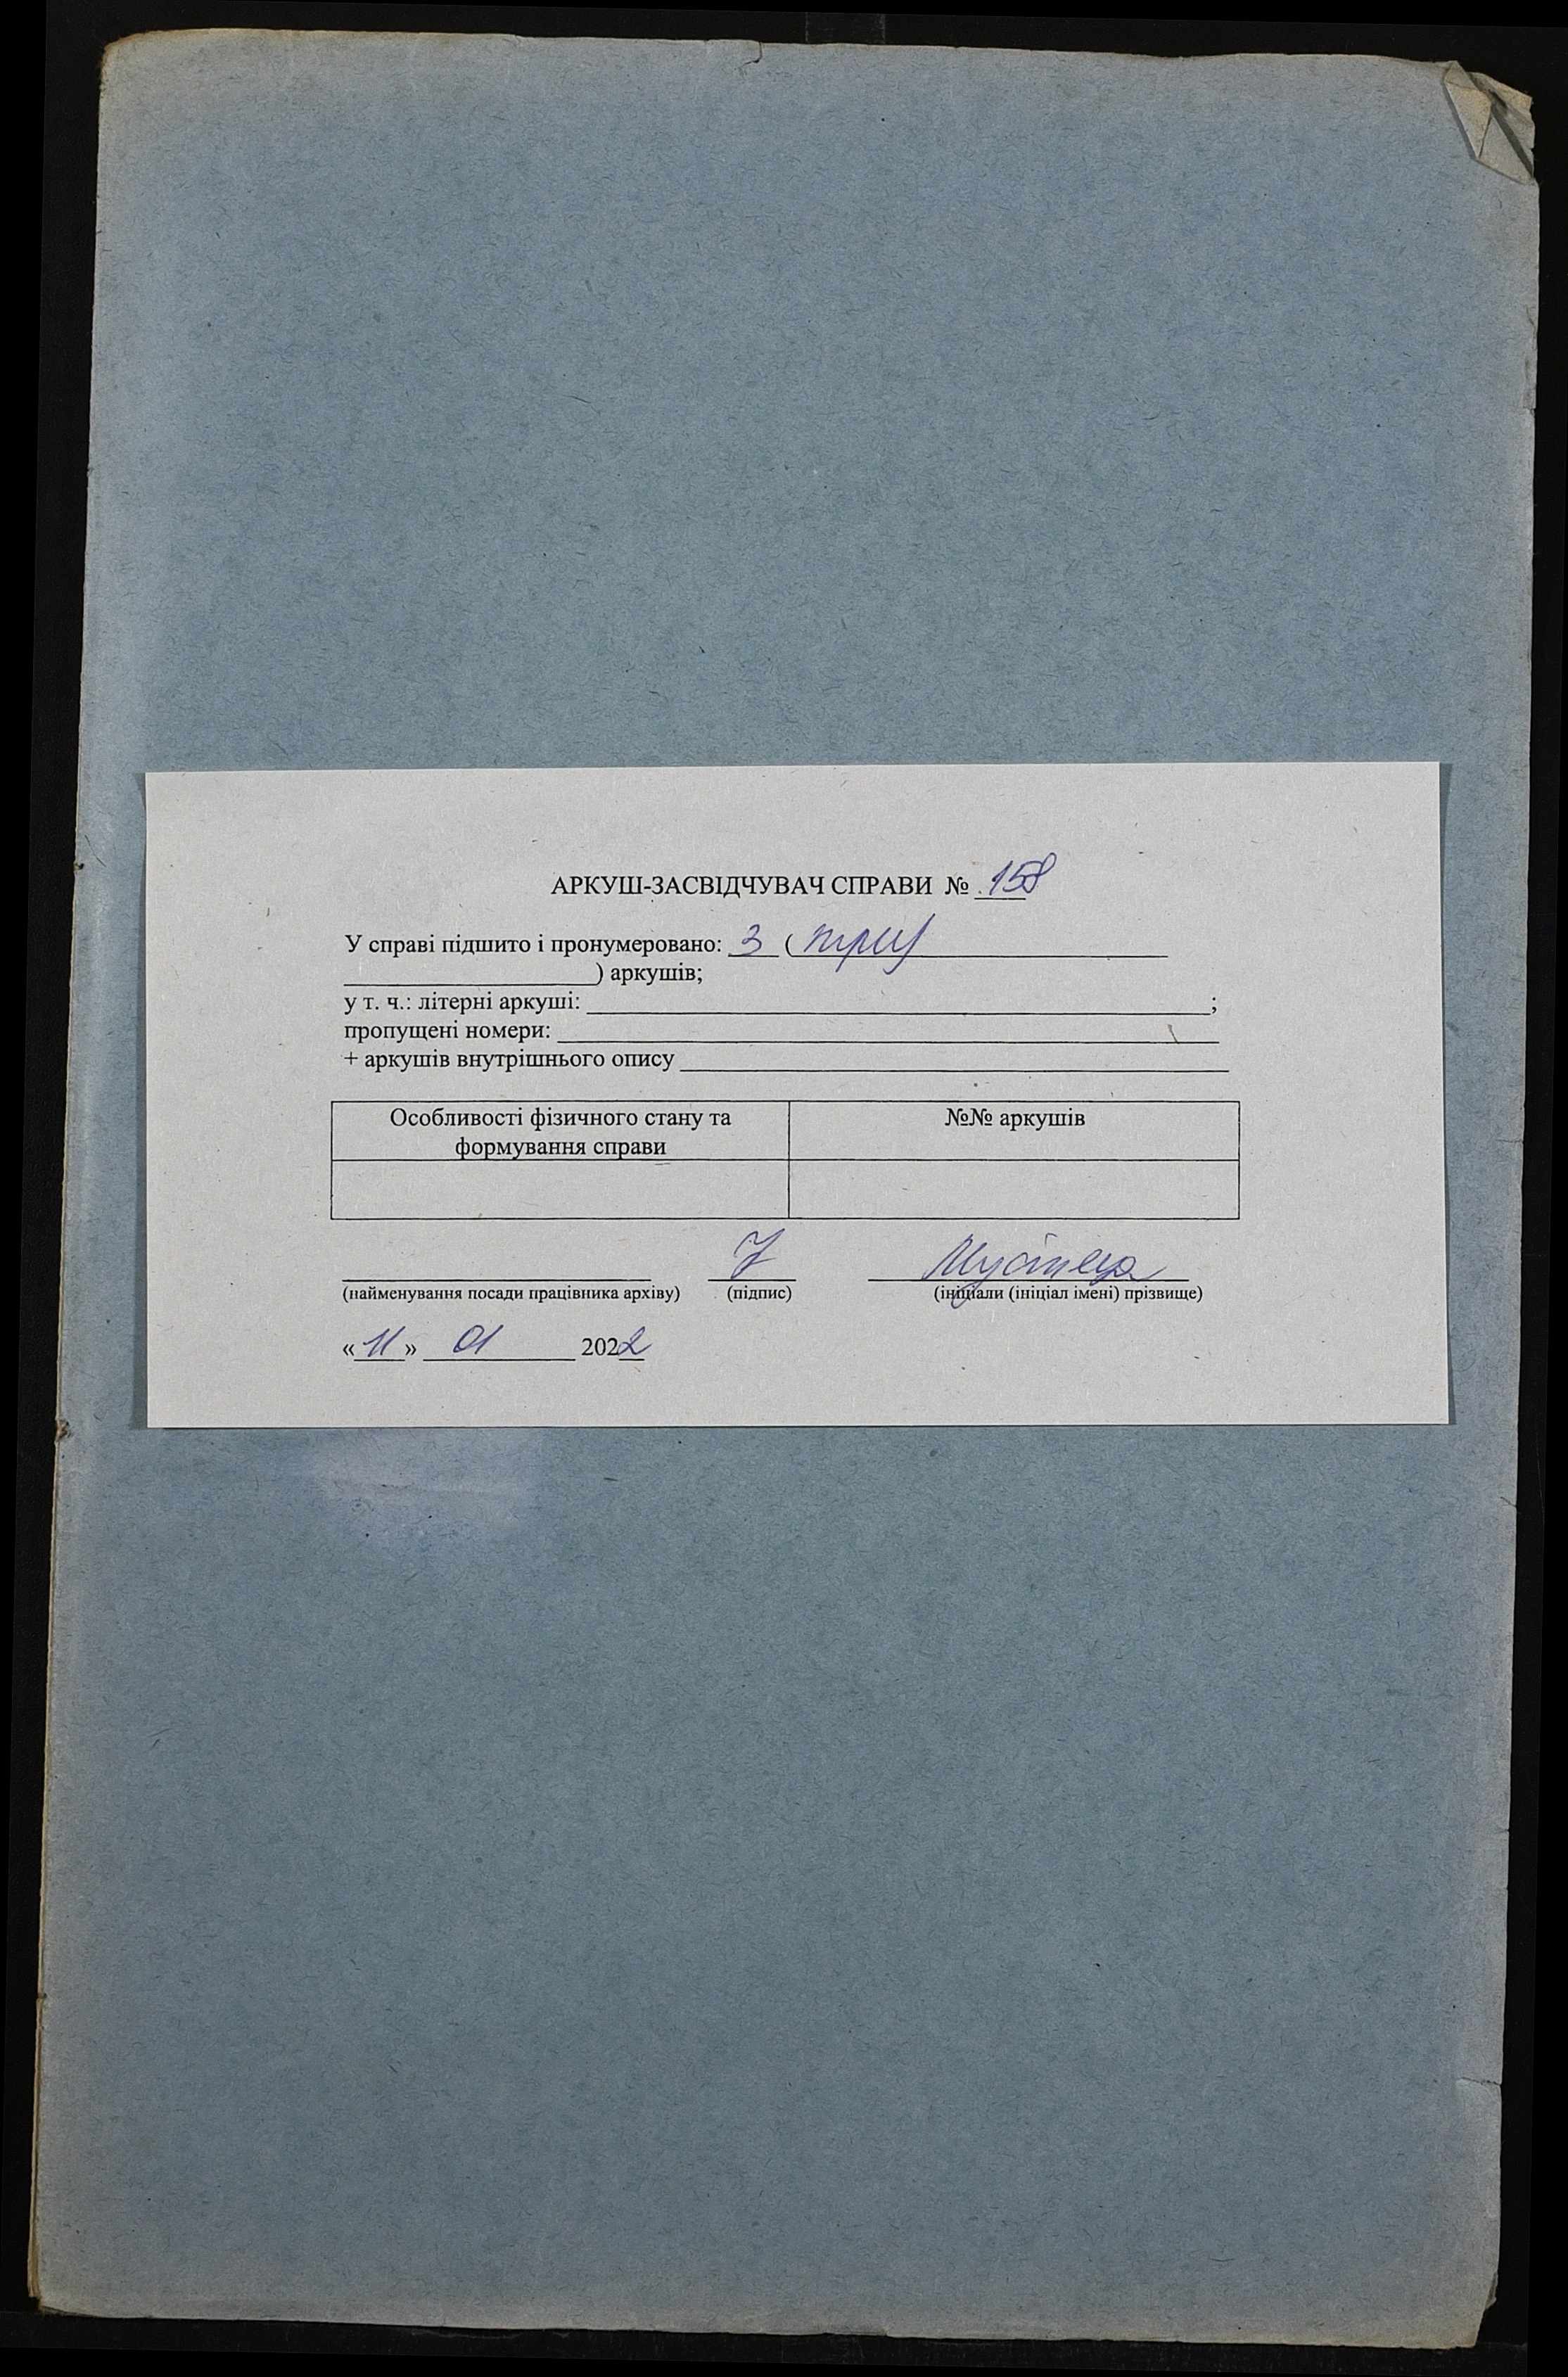 АРКУШ-ЗАСВІДЧУВАЧ СПРАВИ № 158
У справі підшито і пронумеровано: 3 ( три
) аркушів;
у т. ч.: літерні аркуші: ;
пропущені номери:
+ аркушів внутрішнього опису
Особливості фізичного стану та
формування справи
№№ аркушів
Мустеца
(найменування посади працівника архіву) (підпис) (ініціали (ініціал імені) прізвище)
«11» 01 2022